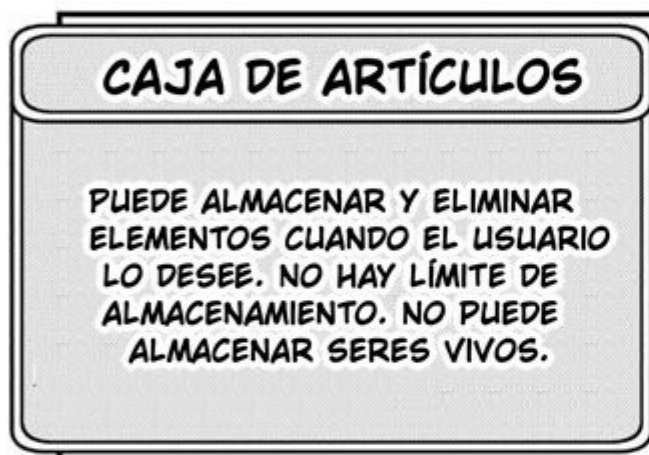 CAJA DE ARTÍCULOS
PUEDE ALMACENAR Y ELIMINAR
ELEMENTOS CUANDO EL USUARIO
LO DESEE. NO HAY LÍMITE DE
ALMACENAMIENTO. NO PUEDE
ALMACENAR SERES VIVOS.